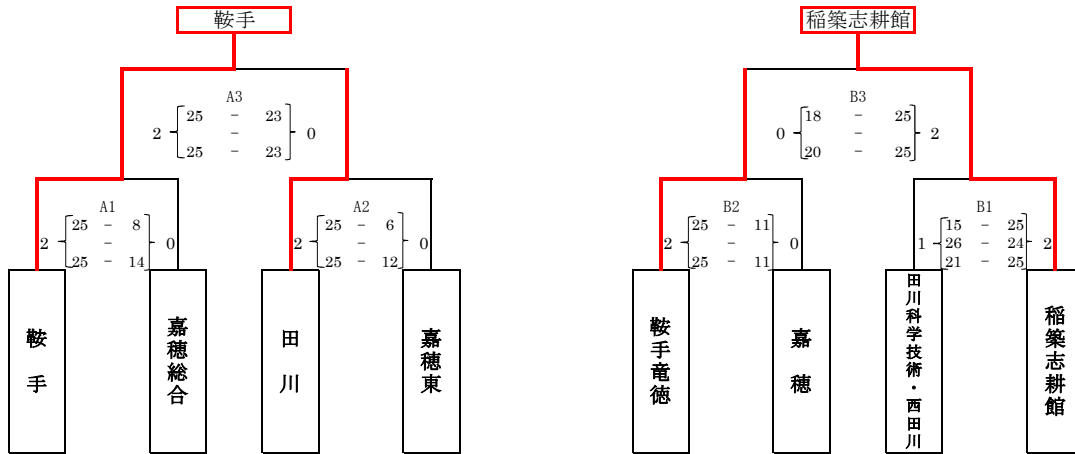 鞍手
稲築志耕館
A3
2 25 - 23 0
-
25 - 23
B3
0 18 - 25 2
-
20 - 25
A1
2 25 - 8 0
-
25 - 14
A2
2 25 - 6 0
-
25 - 12
B2
2 25 - 11 0
-
25 - 11
B1
15 - 25
1 26 - 24 2
21 - 25
鞍手
嘉穂総合
田川
嘉穂東
鞍手竜徳
嘉穂
田川科学技術・西田川
稲築志耕館